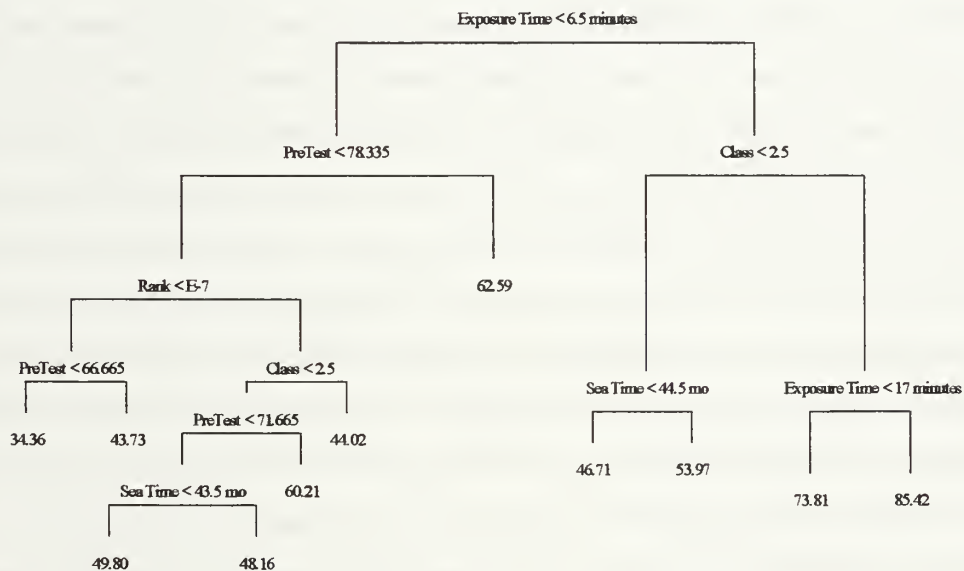 Exposure Time < 6.5 minutes
PreTest < 78.335
Class < 2.5
Rank < E-7
62.59
PreTest < 66.665
Class < 2.5
Sea Time < 44.5 mo
Exposure Time < 17 minutes
34.36
43.73
PreTest < 71.665
44.02
46.71
53.97
Sea Time < 43.5 mo
60.21
73.81
85.42
49.80
48.16